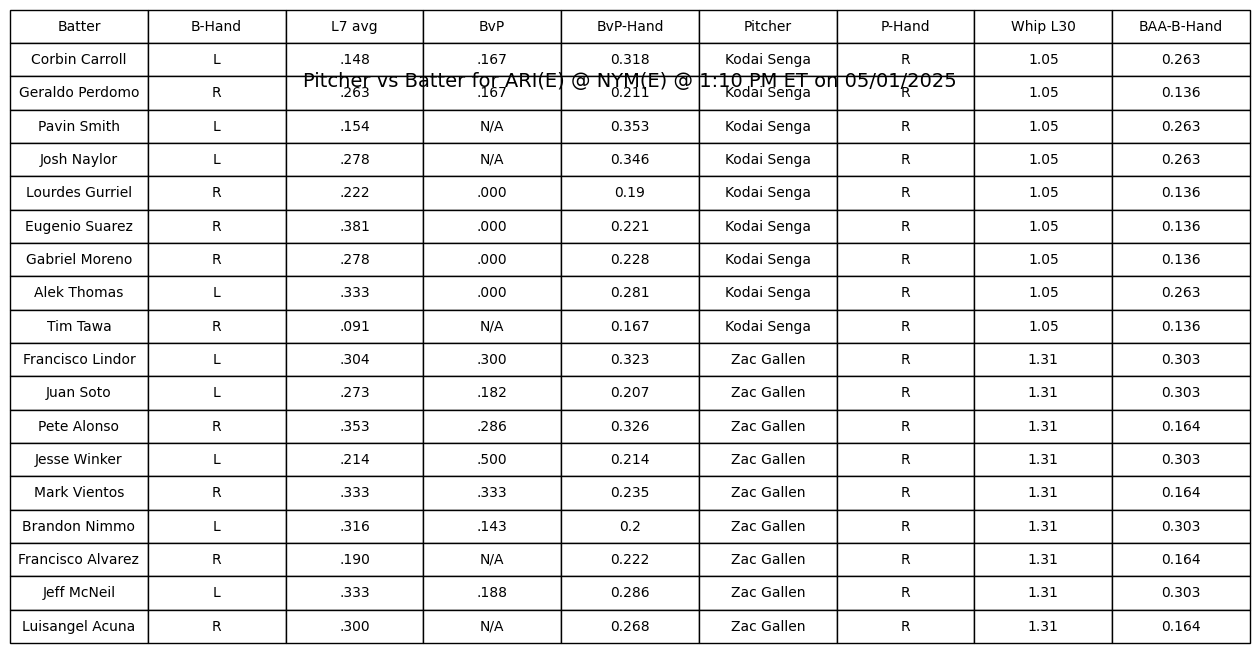 Batter B-Hand L7 avg BvP BvP-Hand Pitcher P-Hand Whip L30 BAA-B-Hand
Corbin Carroll L .148 .167 0.318 Kodai Senga R 1.05 0.263
Pitcher vs Batter for ARI(E) @ NYM(E) @ 1:10 PM ET on 05/01/2025
Geraldo Perdomo R .263 .167 0.211 Kodai Senga R 1.05 0.136
Pavin Smith L .154 N/A 0.353 Kodai Senga R 1.05 0.263
Josh Naylor L .278 N/A 0.346 Kodai Senga R 1.05 0.263
Lourdes Gurriel R .222 .000 0.19 Kodai Senga R 1.05 0.136
Eugenio Suarez R .381 .000 0.221 Kodai Senga R 1.05 0.136
Gabriel Moreno R .278 .000 0.228 Kodai Senga R 1.05 0.136
Alek Thomas L .333 .000 0.281 Kodai Senga R 1.05 0.263
Tim Tawa R .091 N/A 0.167 Kodai Senga R 1.05 0.136
Francisco Lindor L .304 .300 0.323 Zac Gallen R 1.31 0.303
Juan Soto L .273 .182 0.207 Zac Gallen R 1.31 0.303
Pete Alonso R .353 .286 0.326 Zac Gallen R 1.31 0.164
Jesse Winker L .214 .500 0.214 Zac Gallen R 1.31 0.303
Mark Vientos R .333 .333 0.235 Zac Gallen R 1.31 0.164
Brandon Nimmo L .316 .143 0.2 Zac Gallen R 1.31 0.303
Francisco Alvarez R .190 N/A 0.222 Zac Gallen R 1.31 0.164
Jeff McNeil L .333 .188 0.286 Zac Gallen R 1.31 0.303
Luisangel Acuna R .300 N/A 0.268 Zac Gallen R 1.31 0.164